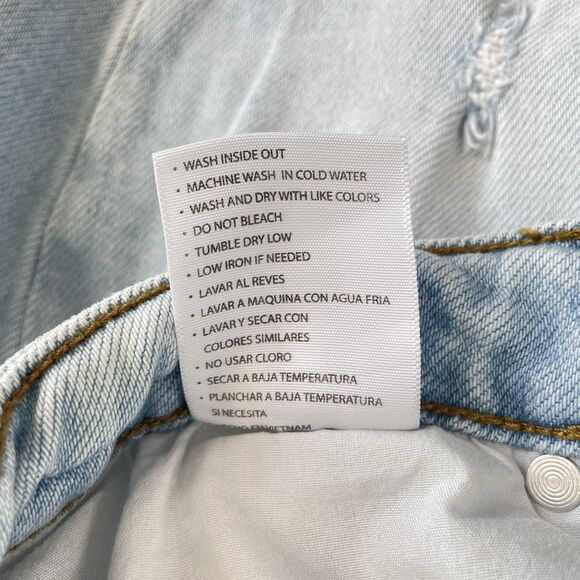 • WASH INSIDE OUT
• MACHINE WASH IN COLD WATER
• WASH AND DRY WITH LIKE COLORS
• DO NOT BLEACH
• TUMBLE DRY LOW
• LOW IRON IF NEEDED
• LAVAR AL REVES
• LAVAR A MAQUINA CON AGUA FRIA
• LAVAR Y SECAR CON
COLORES SIMILARES
• NO USAR CLORO
• SECAR A BAJA TEMPERATURA
• PLANCHAR A BAJA TEMPERATURA
SI NECESITA
EN VIETNAM